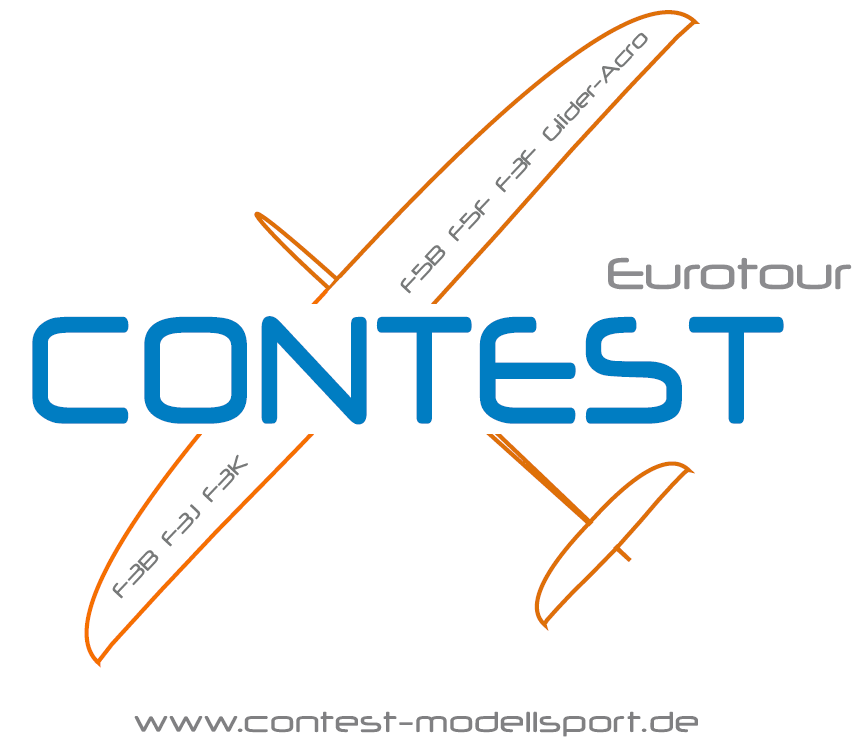 F-5B F-5F F-3F Glider-Acro
Eurotour
CONTEST
F-3B F-3J F-3K
www.contest-modellsport.de